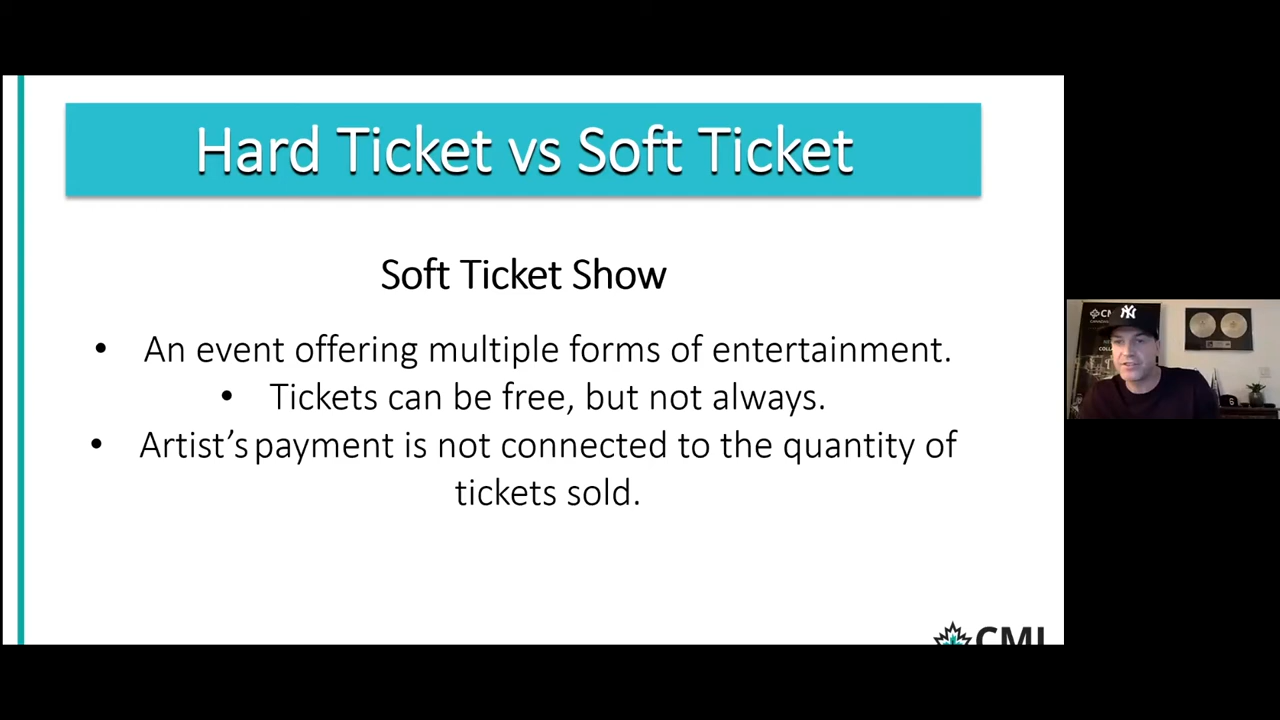 Hard Ticket vs Soft Ticket
Soft Ticket Show
• An event offering multiple forms of entertainment.
• Tickets can be free, but not always.
• Artist's payment is not connected to the quantity of
tickets sold.